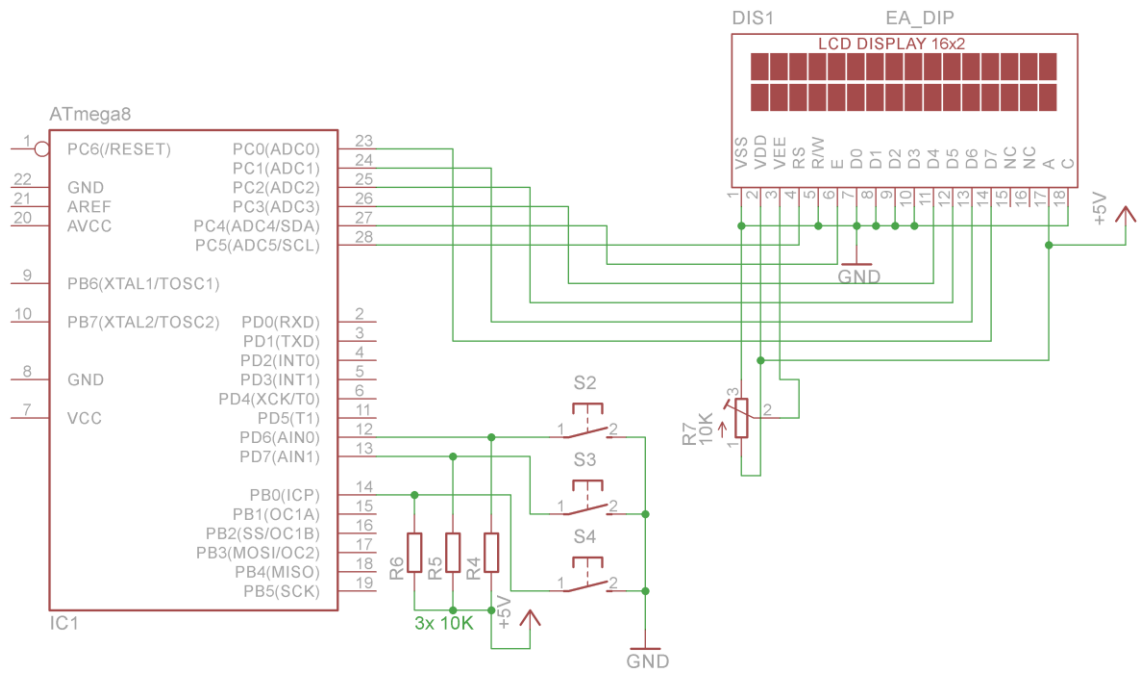 DIS1 EA_DIP
LCD DISPLAY 16x2
VSS VDD VEE RS R/W E D0 D1 D2 D3 D4 D5 D6 D7 NC NC A C
1 2 3 4 5 6 7 8 9 10 11 12 13 14 15 16 17 18
+5V
GND
ATmega8
1 PC6(/RESET) PC0(ADC0) 23
PC1(ADC1) 24
22 GND PC2(ADC2) 25
21 AREF PC3(ADC3) 26
20 AVCC PC4(ADC4/SDA) 27
PC5(ADC5/SCL) 28
9 PB6(XTAL1/TOSC1)
10 PB7(XTAL2/TOSC2) PD0(RXD) 2
PD1(TXD) 3
PD2(INT0) 4
8 GND PD3(INT1) 5
PD4(XCK/T0) 6
7 VCC PD5(T1) 11
PD6(AIN0) 12
PD7(AIN1) 13
PB0(ICP) 14
PB1(OC1A) 15
PB2(SS/OC1B) 16
PB3(MOSI/OC2) 17
PB4(MISO) 18
PB5(SCK) 19
IC1
S2
1 2
S3
1 2
S4
1 2
R6 R5 R4
3x 10K
+5V
GND
R7
10K
3
2
1